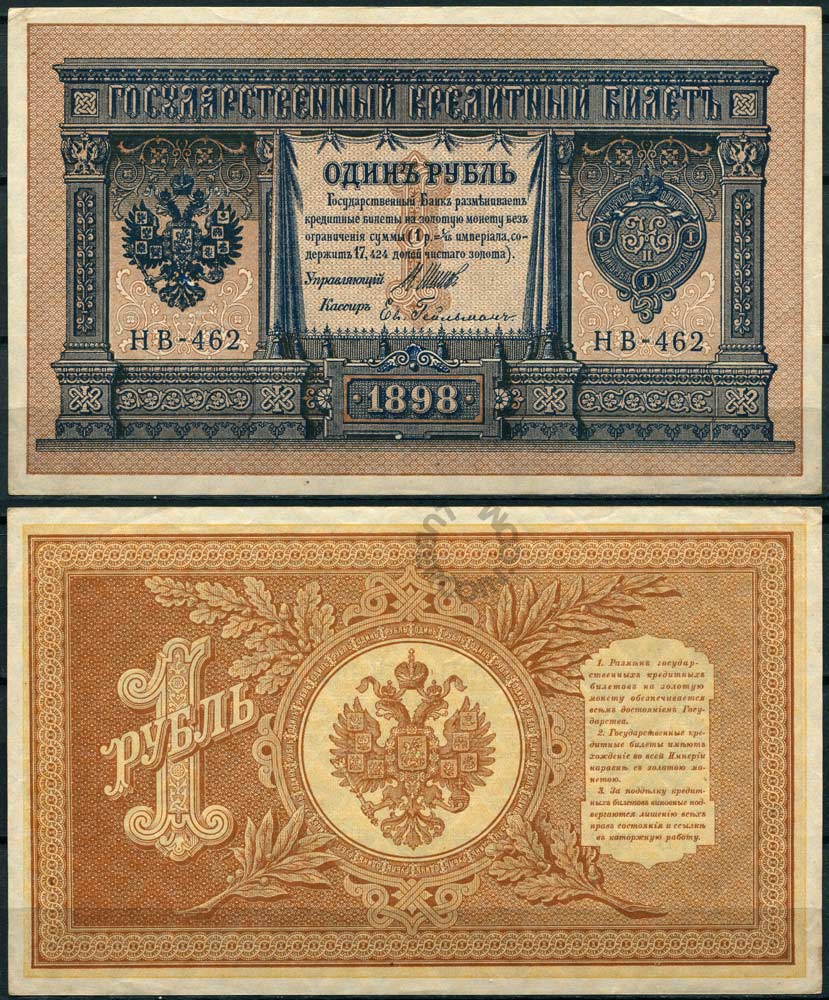 ГОСУДАРСТВЕННЫЙ КРЕДИТНЫЙ БИЛЕТЪ
ОДИНЪ РУБЛЬ
Государственный Банкъ размѣниваетъ
кредитные билеты на золотую монету безъ
ограниченія суммы (1 р.=1/15 имперіала, со-
держитъ 17,424 долей чистаго золота).
Управляющій
Кассиръ Ев. Гейльманъ
НВ-462
НВ-462
1898
1
РУБЛЬ
1. Размѣнъ государ-
ственныхъ кредитныхъ
билетовъ на золотую
монету обезпечивается
всѣмъ достояніемъ Госу-
дарства.
2. Государственные кре-
дитные билеты имѣютъ
хожденіе во всей Имперіи
наравнѣ съ золотою мо-
нетою.
3. За поддѣлку кредит-
ныхъ билетовъ виновные под-
вергаются лишенію всѣхъ
правъ состоянія и ссылкѣ
въ каторжную работу.